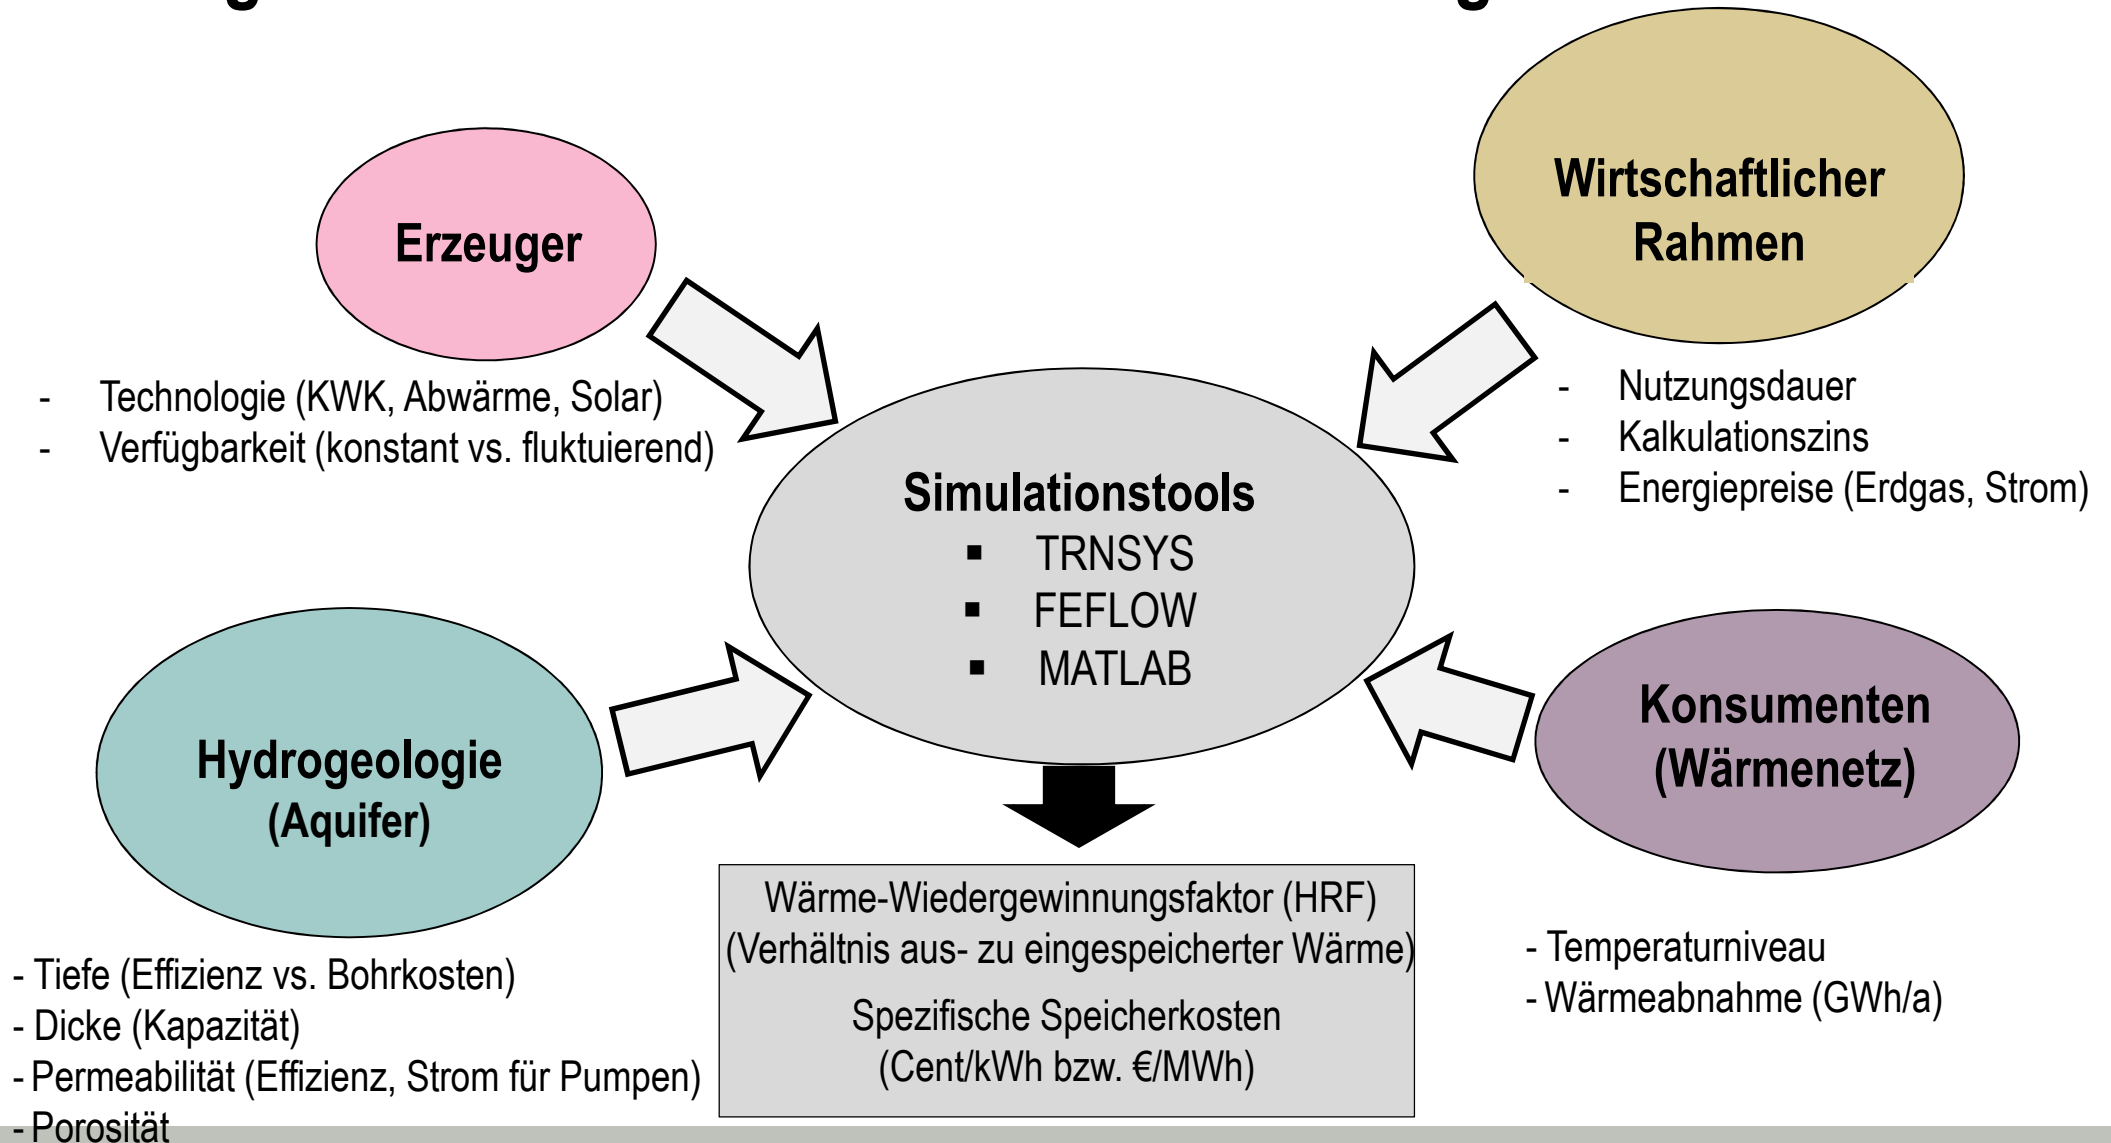 Erzeuger
- Technologie (KWK, Abwärme, Solar)
- Verfügbarkeit (konstant vs. fluktuierend)
Wirtschaftlicher
Rahmen
- Nutzungsdauer
- Kalkulationszins
- Energiepreise (Erdgas, Strom)
Simulationstools
▪ TRNSYS
▪ FEFLOW
▪ MATLAB
Hydrogeologie
(Aquifer)
- Tiefe (Effizienz vs. Bohrkosten)
- Dicke (Kapazität)
- Permeabilität (Effizienz, Strom für Pumpen)
- Porosität
Konsumenten
(Wärmenetz)
- Temperaturniveau
- Wärmeabnahme (GWh/a)
Wärme-Wiedergewinnungsfaktor (HRF)
(Verhältnis aus- zu eingespeicherter Wärme)
Spezifische Speicherkosten
(Cent/kWh bzw. €/MWh)